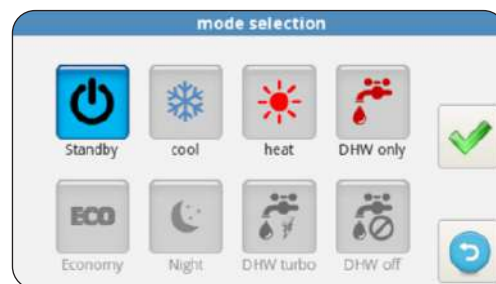 mode selection
Standby cool heat DHW only
ECO
Economy Night DHW turbo DHW off